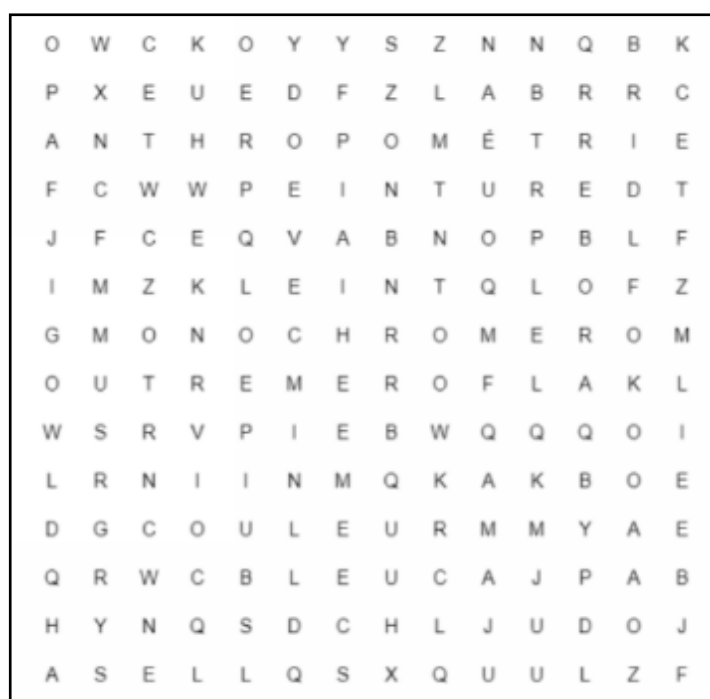 O W C K O Y Y S Z N N Q B K
P X E U E D F Z L A B R R C
A N T H R O P O M É T R I E
F C W W P E I N T U R E D T
J F C E Q V A B N O P B L F
I M Z K L E I N T Q L O F Z
G M O N O C H R O M E R O M
O U T R E M E R O F L A K L
W S R V P I E B W Q Q Q O I
L R N I I N M Q K A K B O E
D G C O U L E U R M M Y A E
Q R W C B L E U C A J P A B
H Y N Q S D C H L J U D O J
A S E L L Q S X Q U U L Z F